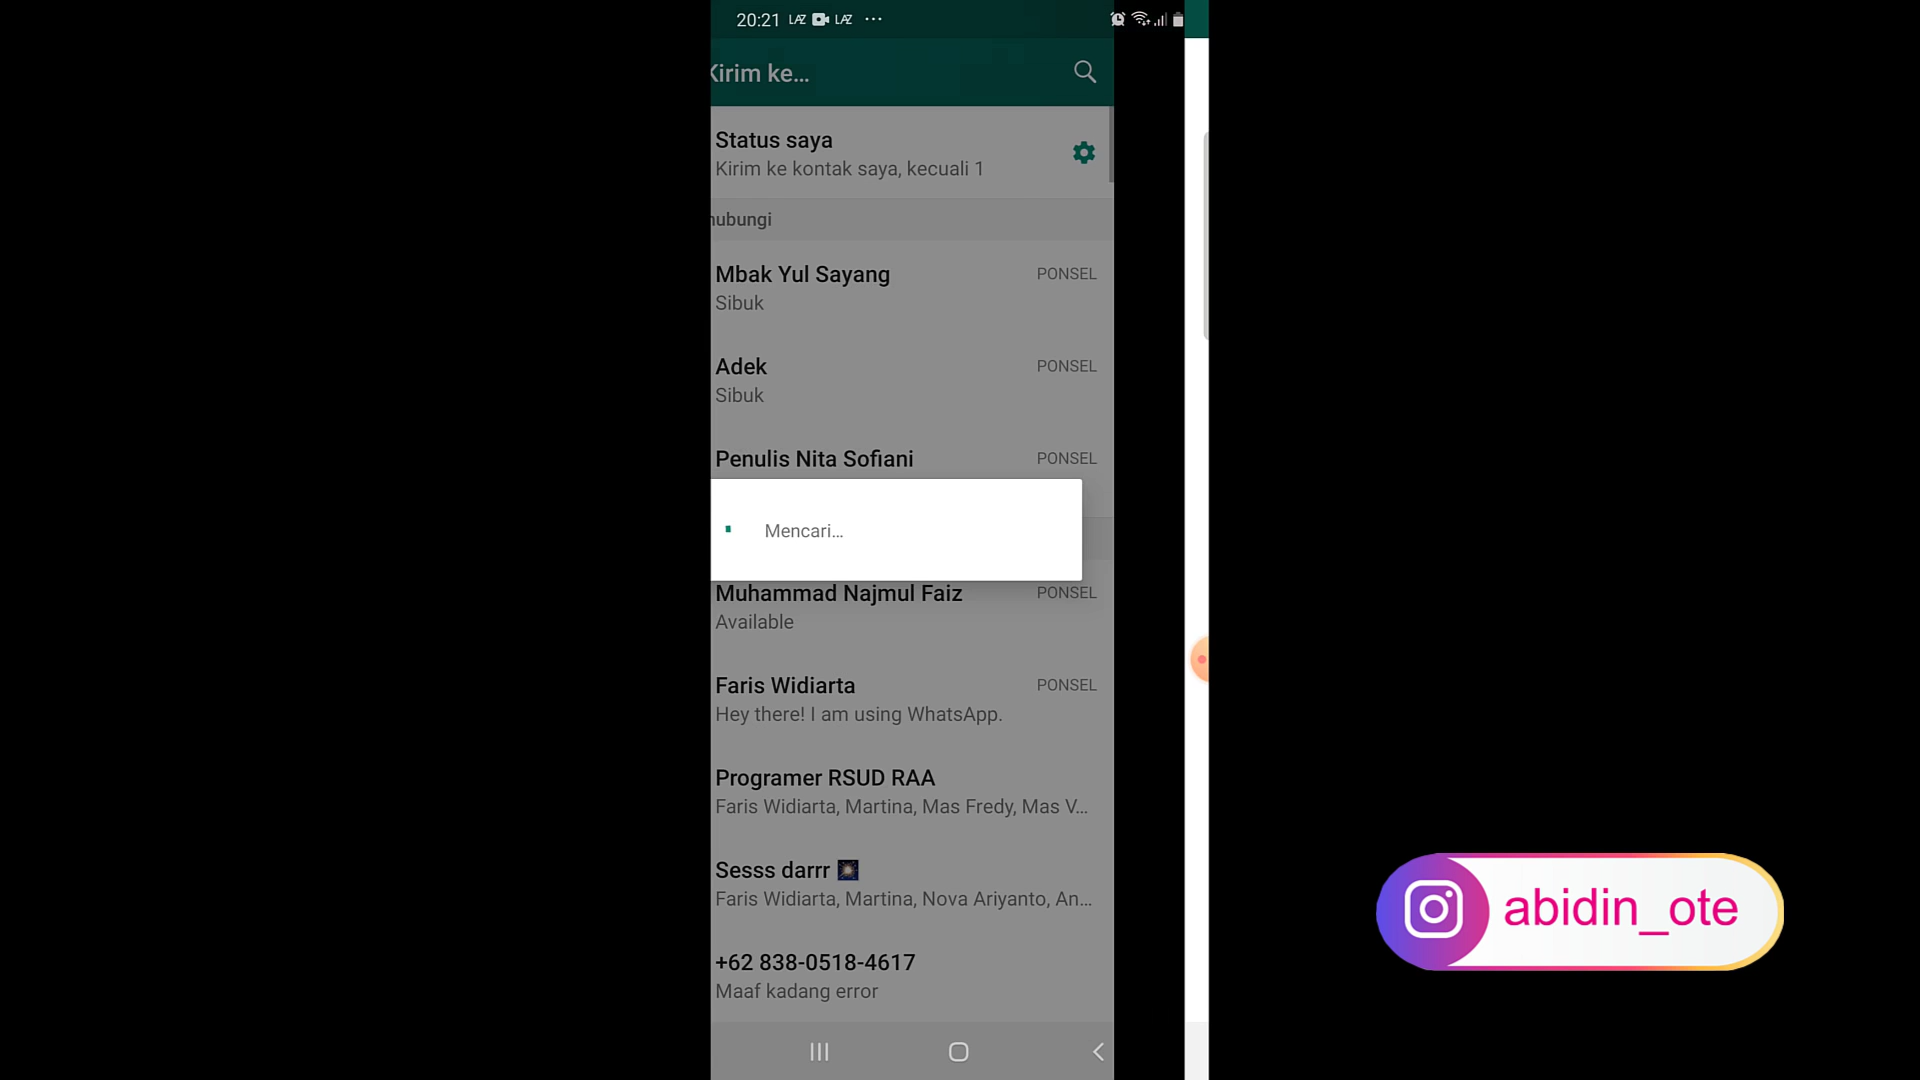 20:21 LAZ LAZ ...
Kirim ke...
Status saya
Kirim ke kontak saya, kecuali 1
hubungi
Mbak Yul Sayang PONSEL
Sibuk
Adek PONSEL
Sibuk
Penulis Nita Sofiani PONSEL
Mencari...
Muhammad Najmul Faiz PONSEL
Available
Faris Widiarta PONSEL
Hey there! I am using WhatsApp.
Programer RSUD RAA
Faris Widiarta, Martina, Mas Fredy, Mas V...
Sesss darrr 🎆
Faris Widiarta, Martina, Nova Ariyanto, An...
+62 838-0518-4617
Maaf kadang error
abidin_ote